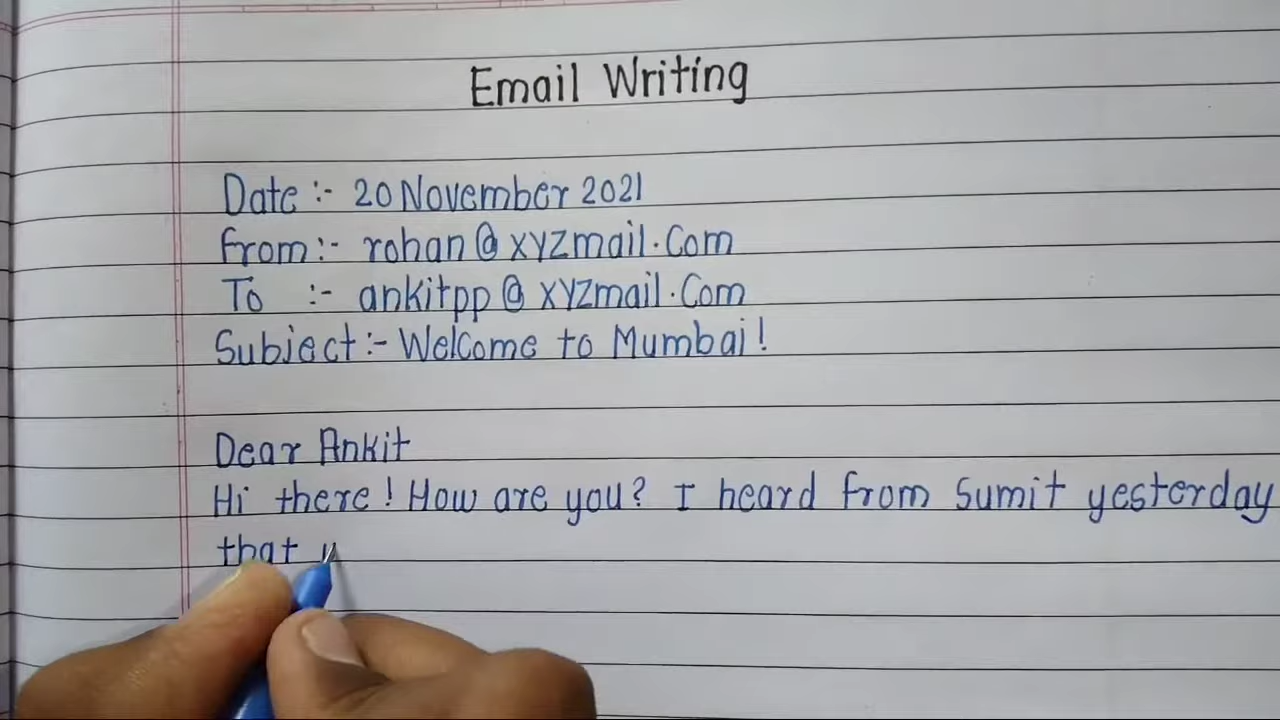 Email Writing
Date :- 20 November 2021
From :- rohan@xyzmail.com
To :- ankitpp@xyzmail.com
Subject :- Welcome to Mumbai!
Dear Ankit
Hi there! How are you? I heard from Sumit yesterday
that